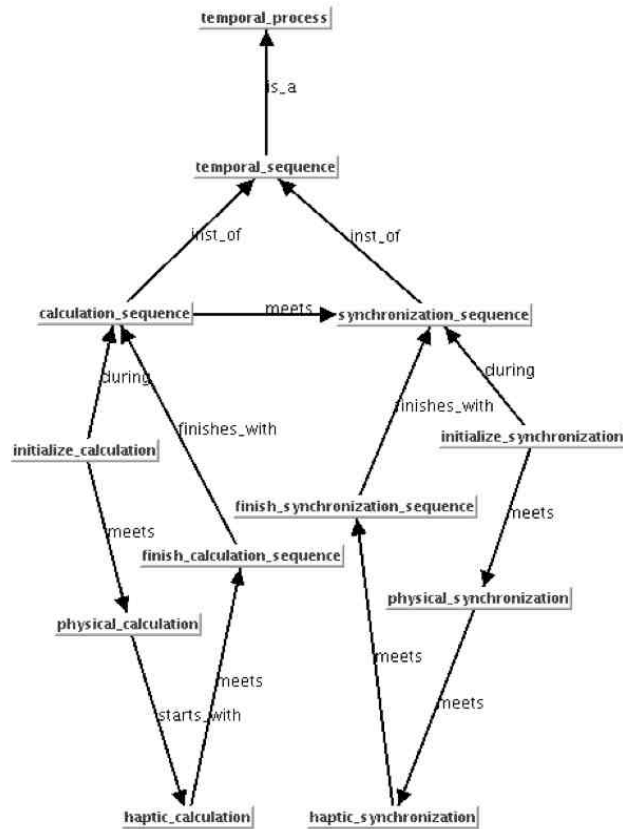 temporal_process
is_a
temporal_sequence
inst_of
inst_of
calculation_sequence
meets
synchronization_sequence
during
during
finishes_with
finishes_with
initialize_calculation
initialize_synchronization
finish_synchronization_sequence
meets
meets
finish_calculation_sequence
physical_calculation
physical_synchronization
meets
meets
starts_with
meets
haptic_calculation
haptic_synchronization